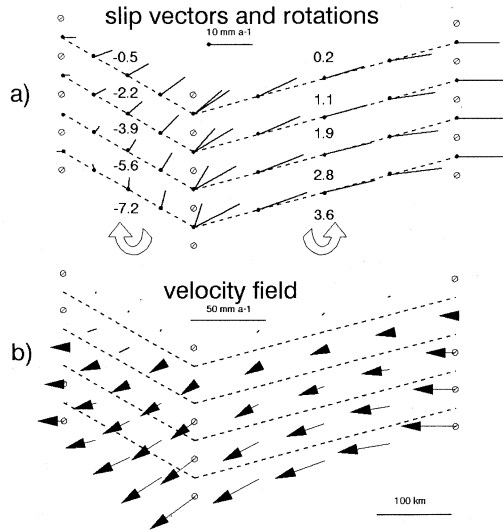 slip vectors and rotations
10 mm a-1
a)
-0.5 0.2
-2.2 1.1
-3.9 1.9
-5.6 2.8
-7.2 3.6
velocity field
50 mm a-1
b)
100 km